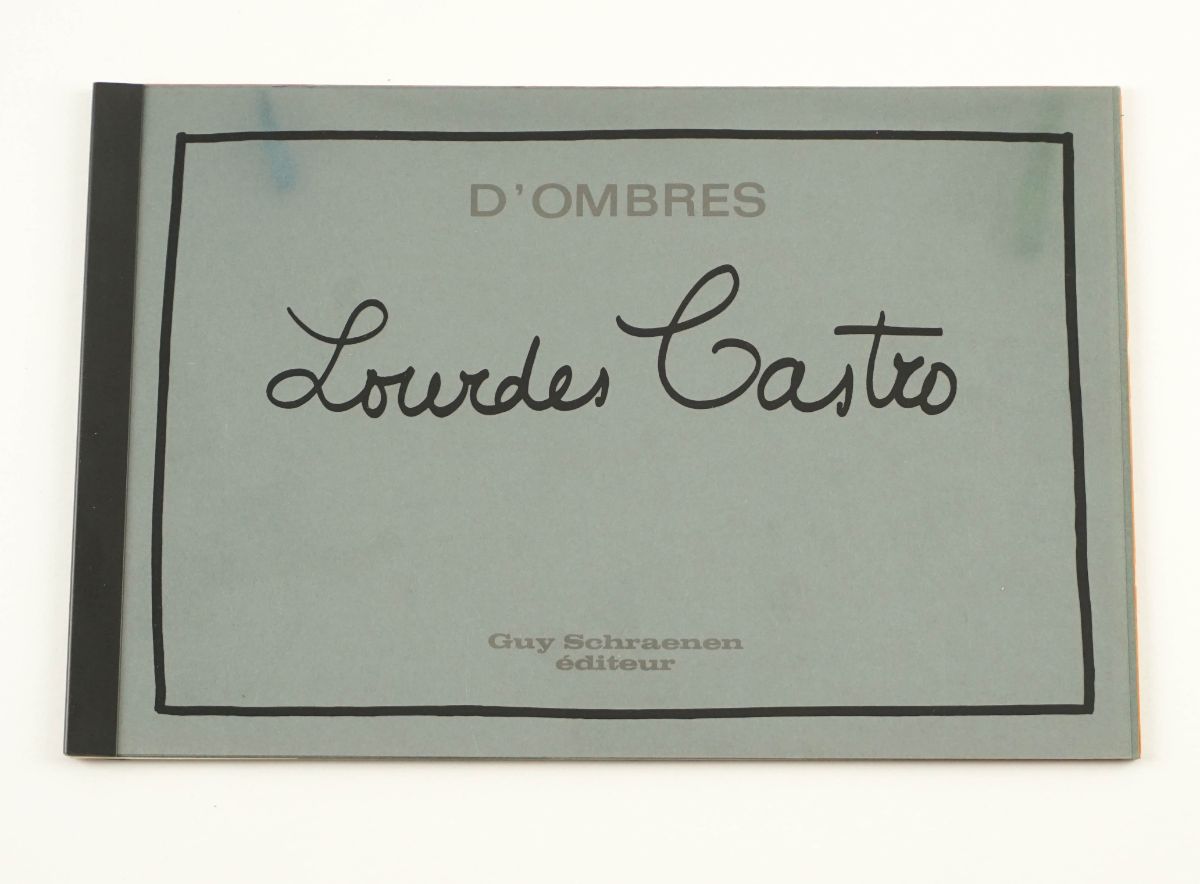 D'OMBRES
Lourdes Castro
Guy Schraenen
éditeur